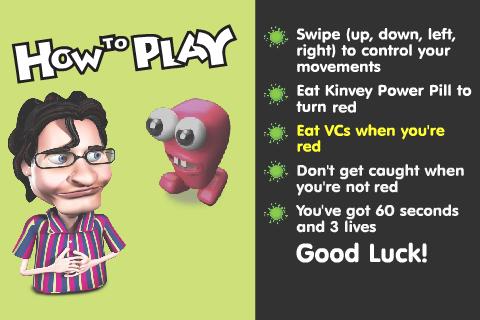 How To Play
Swipe (up, down, left,
right) to control your
movements
Eat Kinvey Power Pill to
turn red
Eat VCs when you're
red
Don't get caught when
you're not red
You've got 60 seconds
and 3 lives
Good Luck!